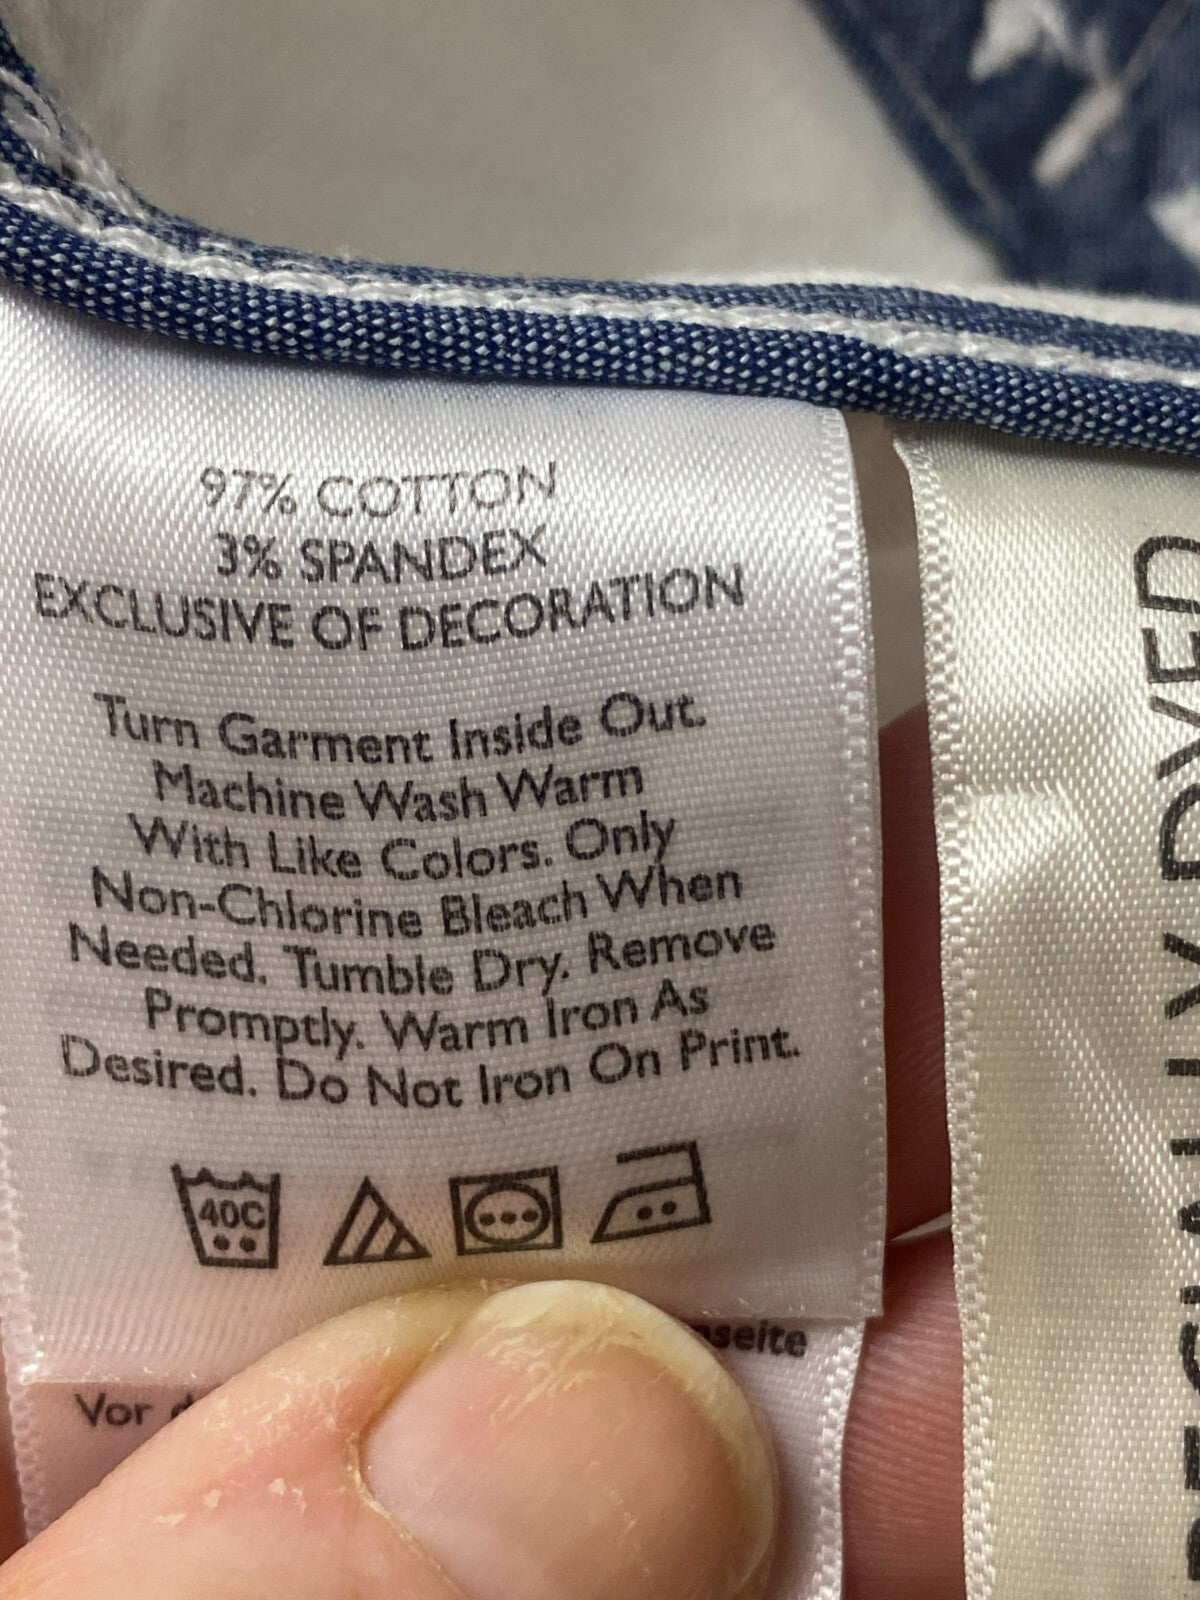 97% COTTON
3% SPANDEX
EXCLUSIVE OF DECORATION
Turn Garment Inside Out.
Machine Wash Warm
With Like Colors. Only
Non-Chlorine Bleach When
Needed. Tumble Dry. Remove
Promptly. Warm Iron As
Desired. Do Not Iron On Print.
40C
Vor
DYED